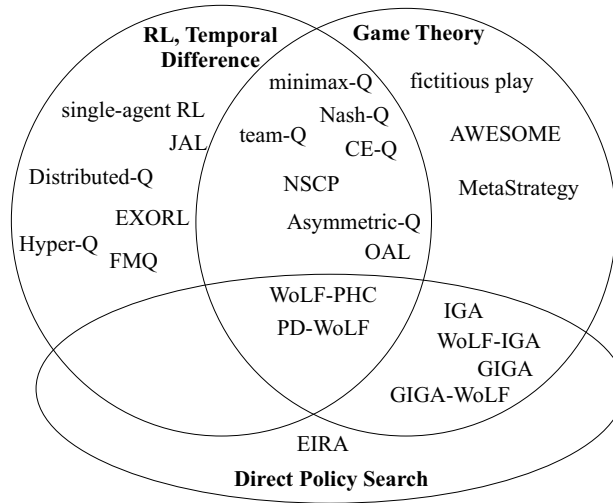 RL, Temporal
Difference
Game Theory
single-agent RL
JAL
Distributed-Q
EXORL
Hyper-Q
FMQ
minimax-Q
Nash-Q
team-Q
CE-Q
NSCP
Asymmetric-Q
OAL
fictitious play
AWESOME
MetaStrategy
WoLF-PHC
PD-WoLF
IGA
WoLF-IGA
GIGA
GIGA-WoLF
EIRA
Direct Policy Search